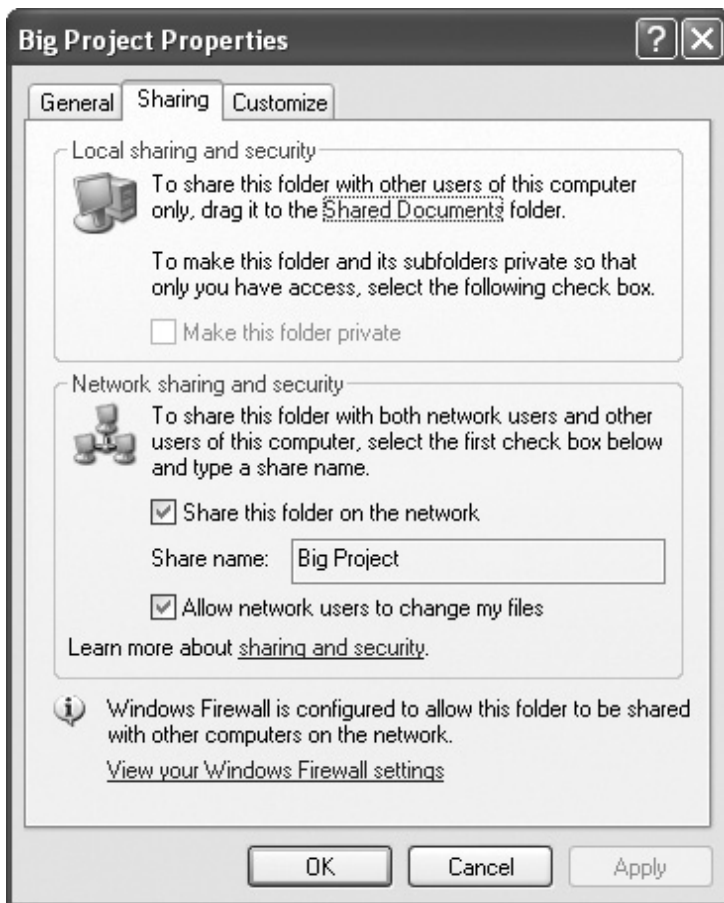 Big Project Properties
General Sharing Customize
Local sharing and security
To share this folder with other users of this computer
only, drag it to the Shared Documents folder.
To make this folder and its subfolders private so that
only you have access, select the following check box.
Make this folder private
Network sharing and security
To share this folder with both network users and other
users of this computer, select the first check box below
and type a share name.
Share this folder on the network
Share name: Big Project
Allow network users to change my files
Learn more about sharing and security.
Windows Firewall is configured to allow this folder to be shared
with other computers on the network.
View your Windows Firewall settings
OK Cancel Apply